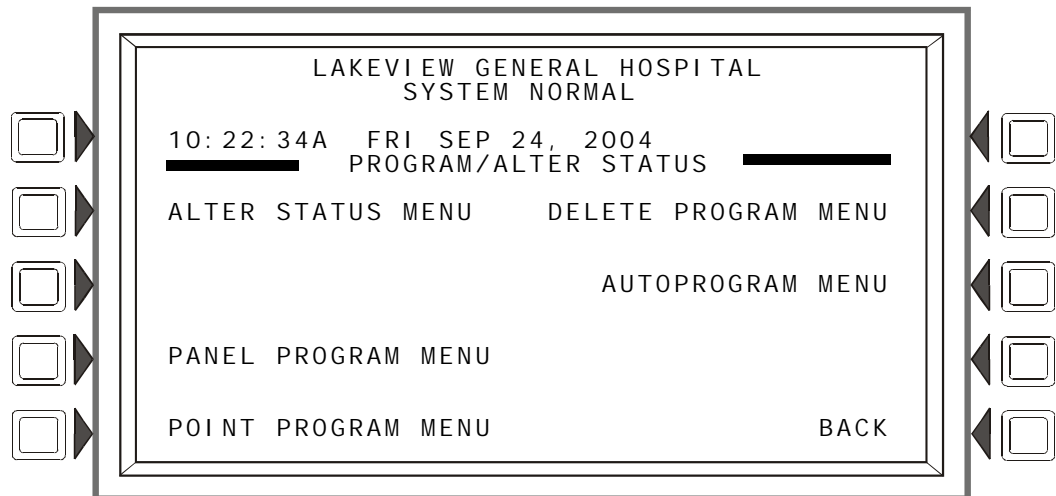 LAKEVIEW GENERAL HOSPITAL
SYSTEM NORMAL
10:22:34A FRI SEP 24, 2004
PROGRAM/ALTER STATUS
ALTER STATUS MENU DELETE PROGRAM MENU
AUTOPROGRAM MENU
PANEL PROGRAM MENU
POINT PROGRAM MENU BACK